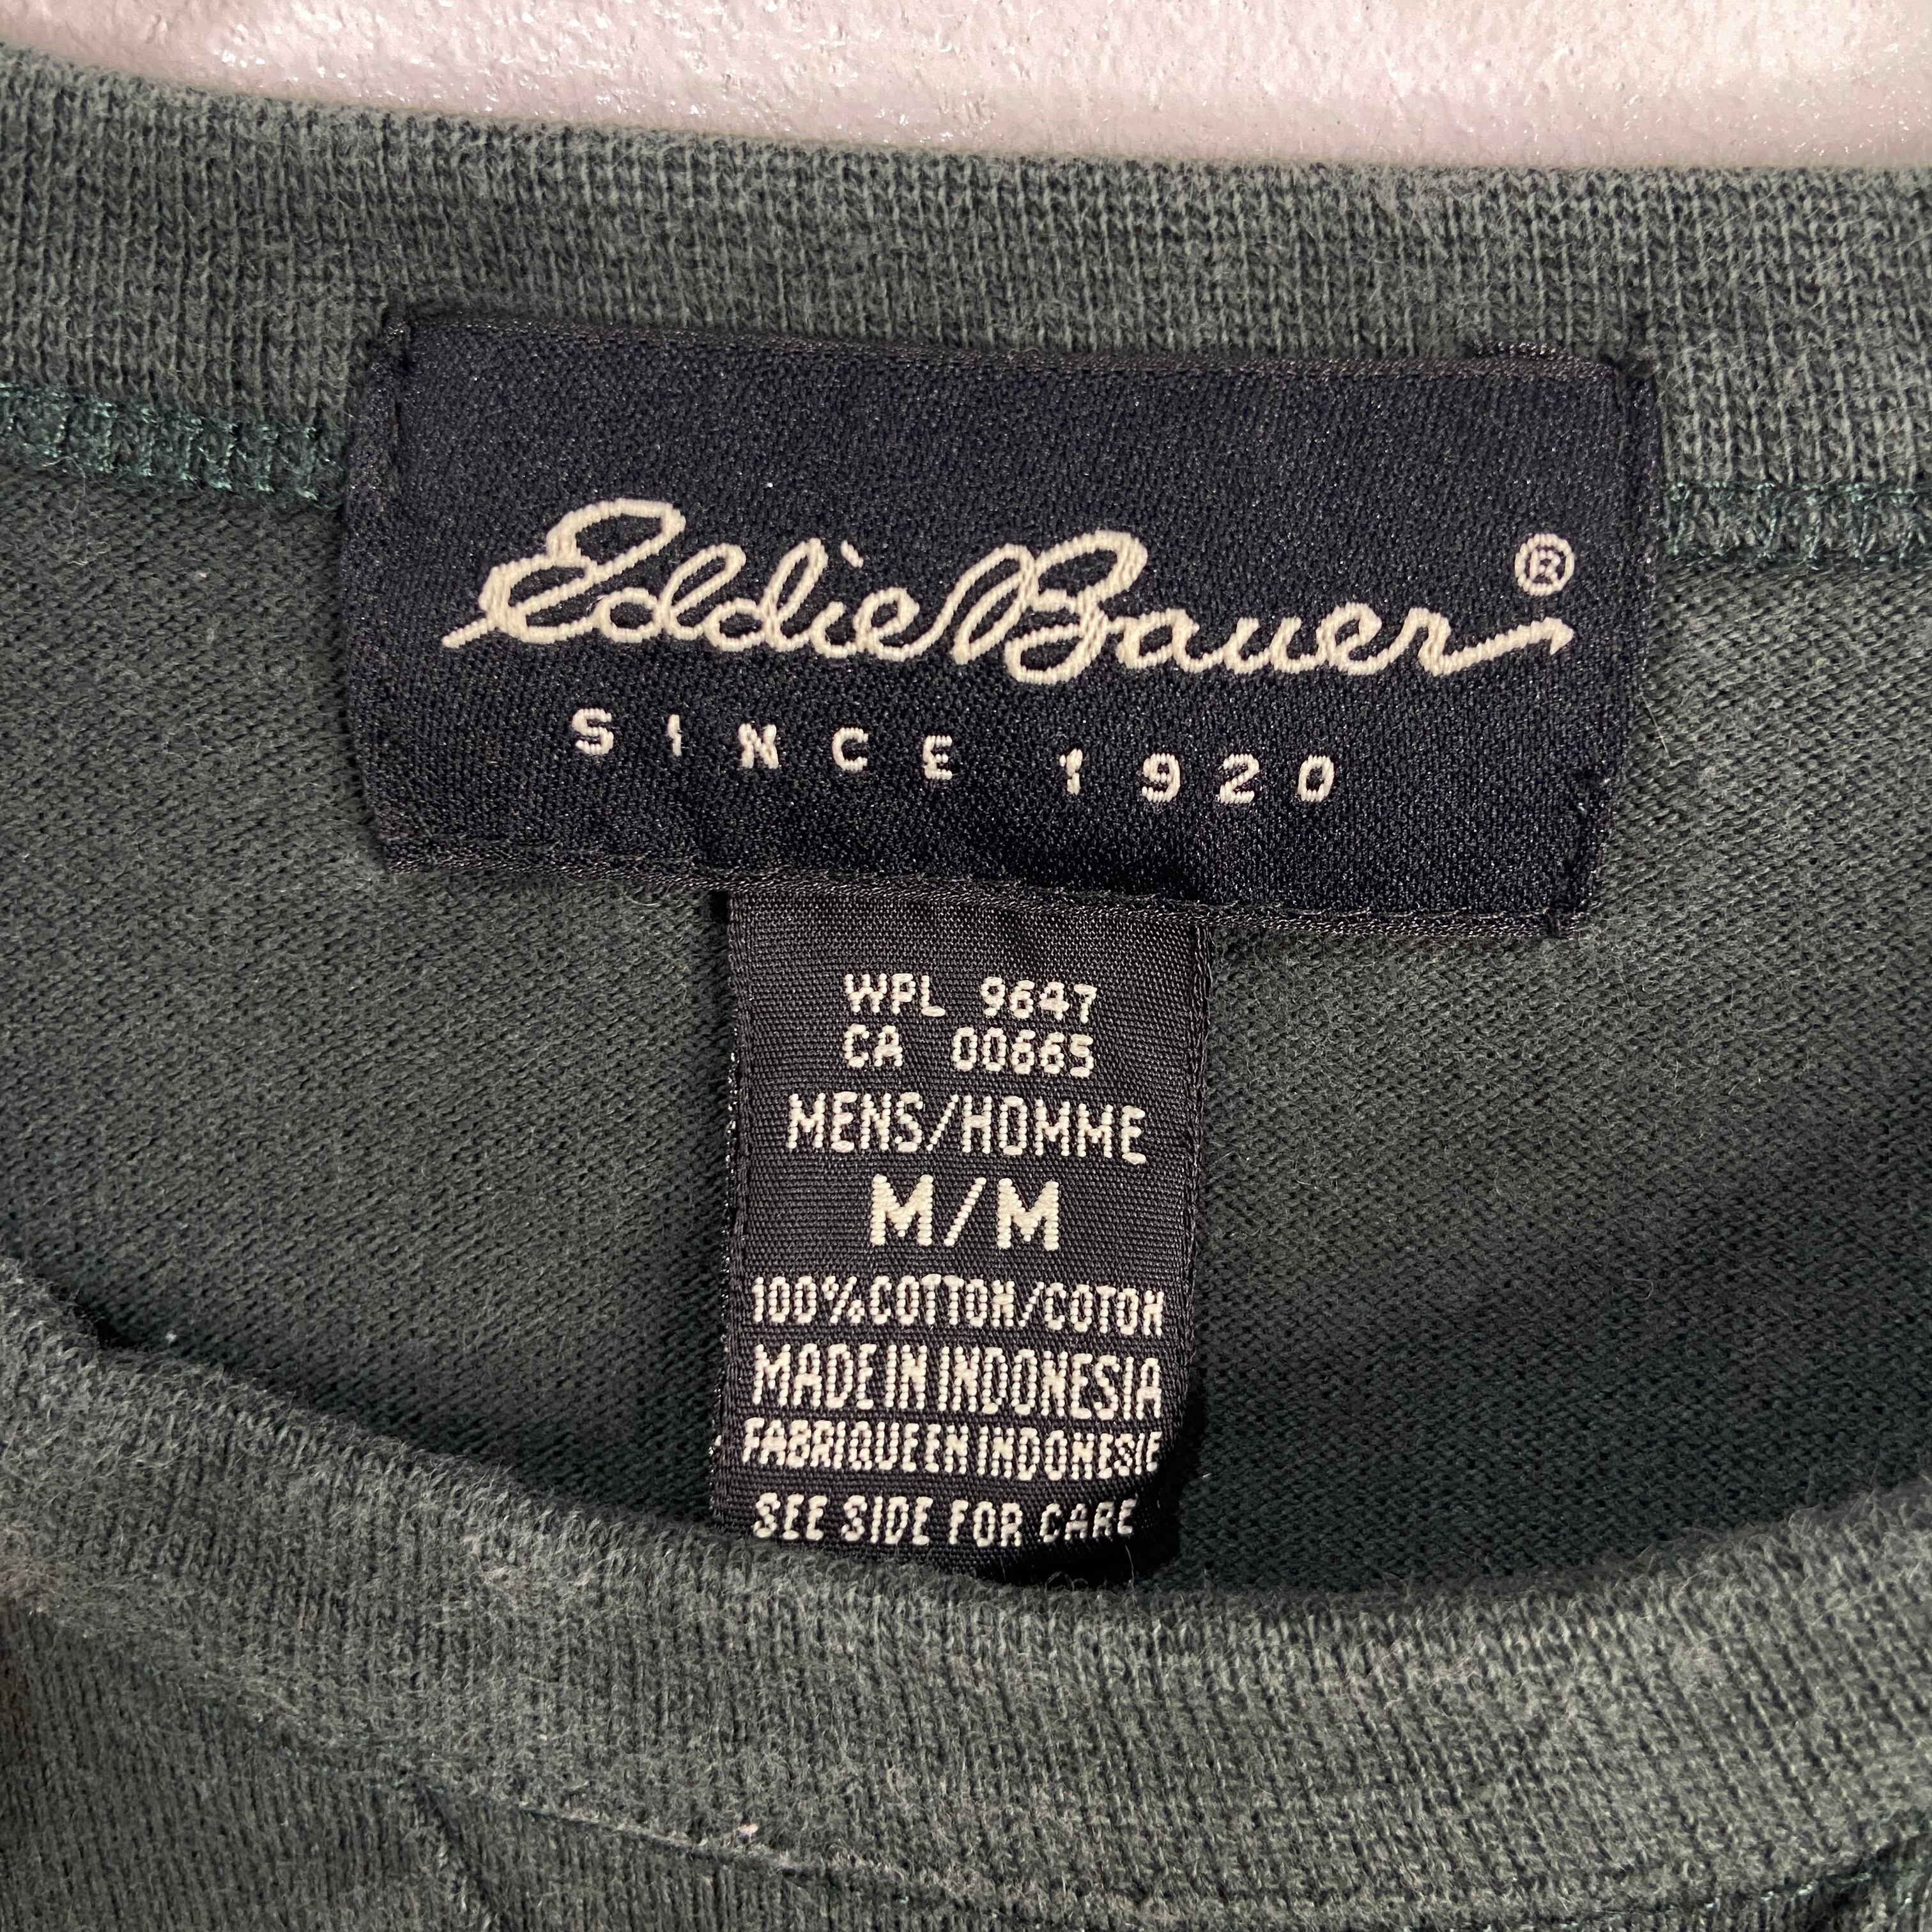 Eddie Bauer ®
SINCE 1920
WPL 9647
CA 00665
MENS/HOMME
M/M
100% COTTON/COTON
MADE IN INDONESIA
FABRIQUE EN INDONESIE
SEE SIDE FOR CARE